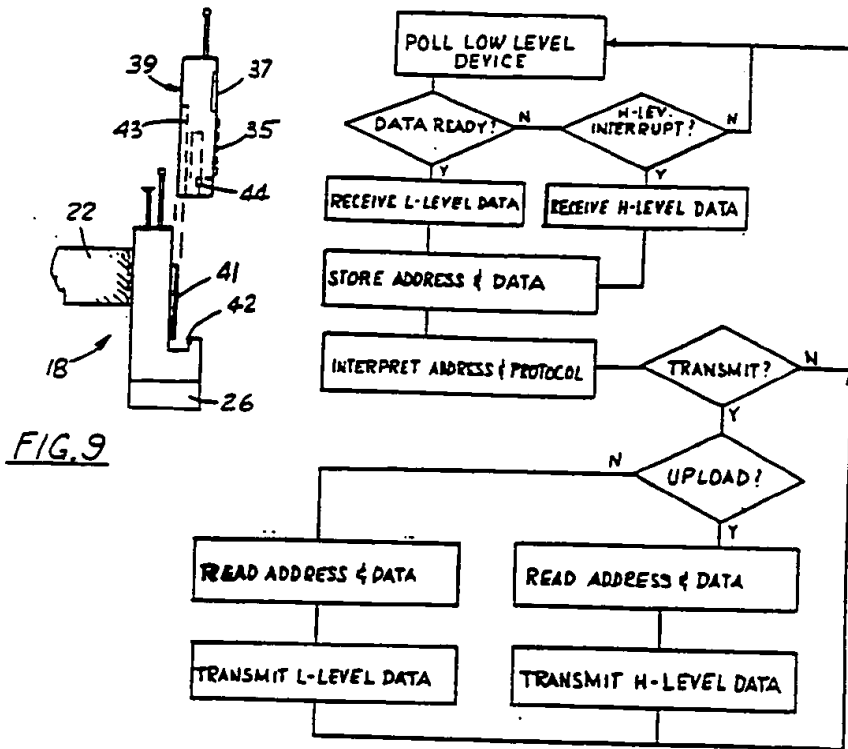 39
37
43
35
44
22
41
42
18
26
FIG.9
POLL LOW LEVEL
DEVICE
DATA READY?
N
H-LEV.
INTERRUPT?
N
Y
Y
RECEIVE L-LEVEL DATA
RECEIVE H-LEVEL DATA
STORE ADDRESS & DATA
INTERPRET ADDRESS & PROTOCOL
TRANSMIT?
N
Y
N
UPLOAD?
Y
READ ADDRESS & DATA
READ ADDRESS & DATA
TRANSMIT L-LEVEL DATA
TRANSMIT H-LEVEL DATA